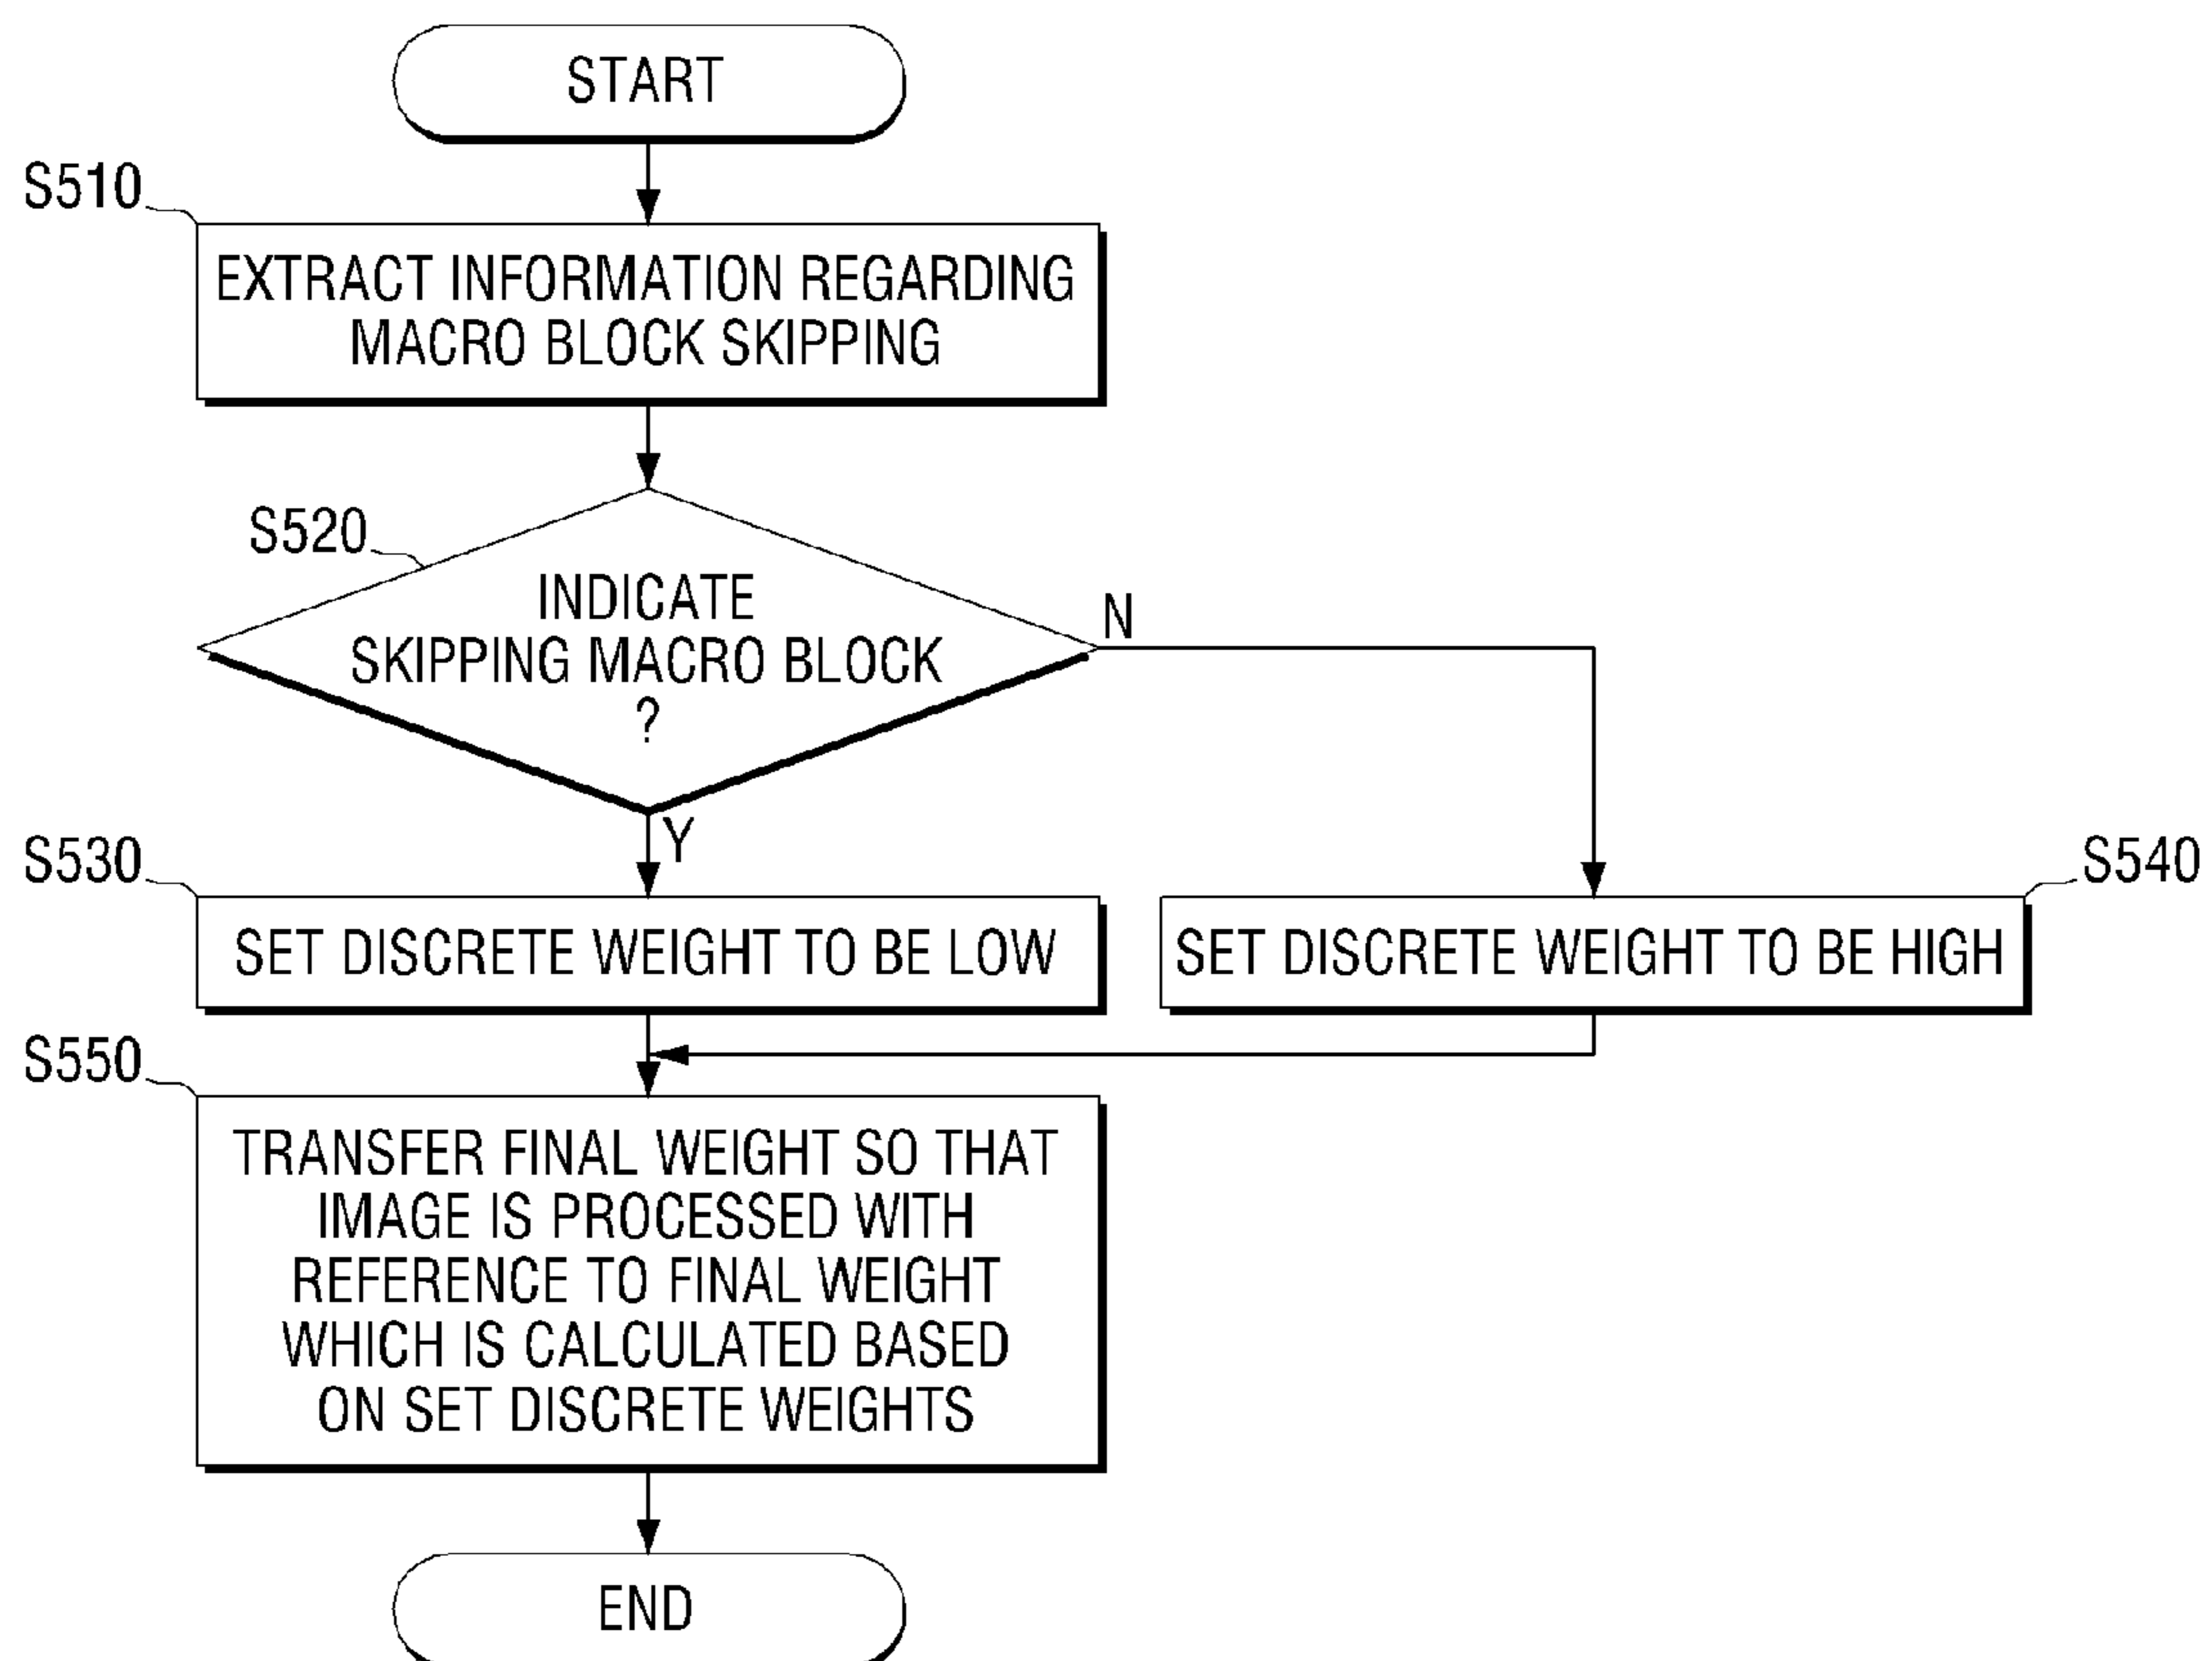 START
S510
EXTRACT INFORMATION REGARDING
MACRO BLOCK SKIPPING
S520
INDICATE
SKIPPING MACRO BLOCK
?
N
Y
S530
SET DISCRETE WEIGHT TO BE LOW
S540
SET DISCRETE WEIGHT TO BE HIGH
S550
TRANSFER FINAL WEIGHT SO THAT
IMAGE IS PROCESSED WITH
REFERENCE TO FINAL WEIGHT
WHICH IS CALCULATED BASED
ON SET DISCRETE WEIGHTS
END